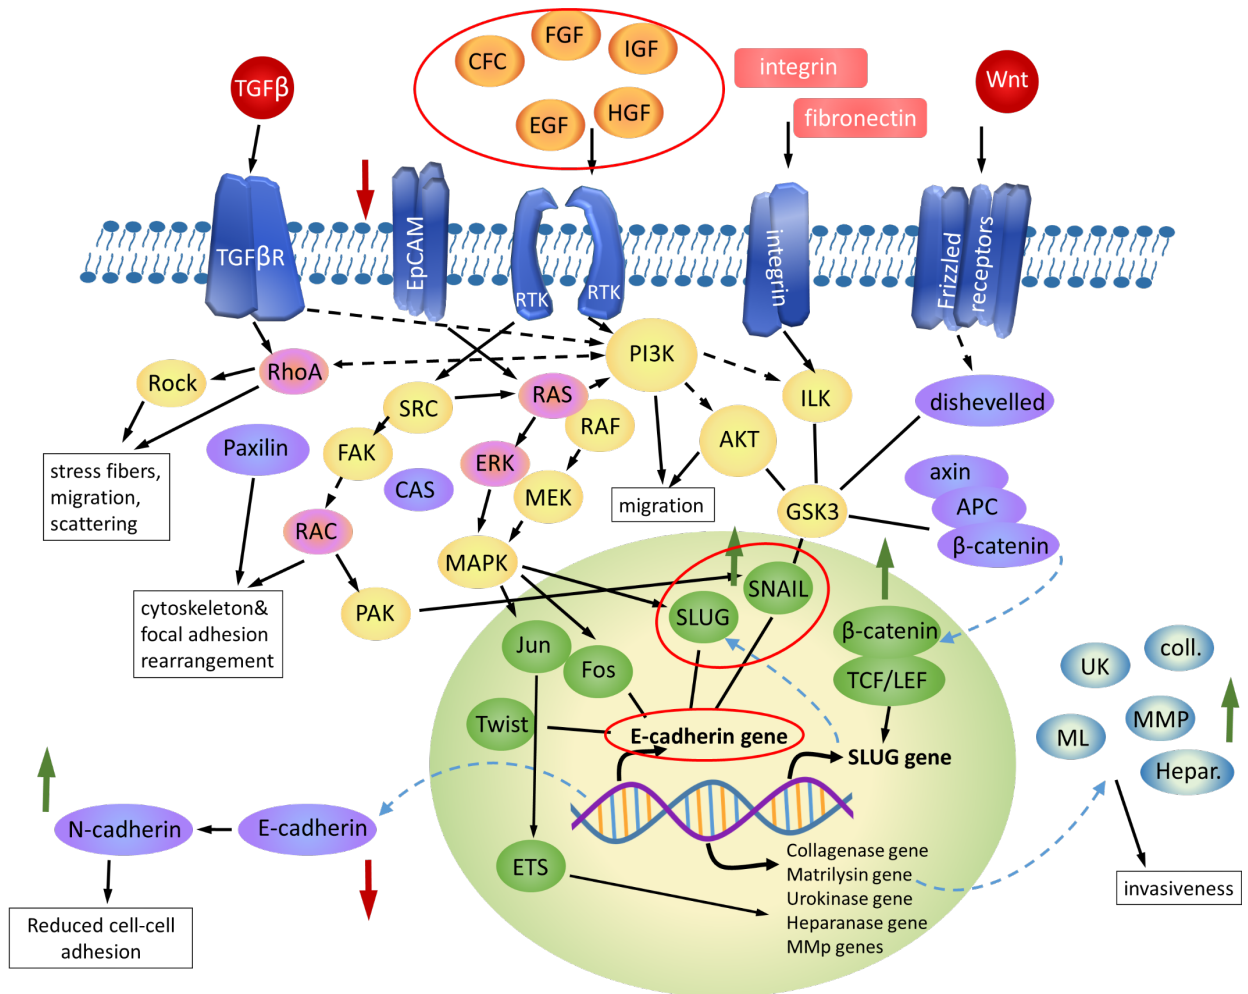 FGF
IGF
CFC
EGF
HGF
TGFβ
integrin
fibronectin
Wnt
TGFβR
EpCAM
RTK
RTK
integrin
Frizzled
receptors
PI3K
RhoA
Rock
SRC
RAS
RAF
ILK
dishevelled
AKT
Paxilin
FAK
CAS
ERK
MEK
stress fibers,
migration,
scattering
migration
GSK3
axin
APC
β-catenin
RAC
MAPK
PAK
cytoskeleton&
focal adhesion
rearrangement
SNAIL
SLUG
β-catenin
TCF/LEF
Jun
Fos
Twist
E-cadherin gene
SLUG gene
UK
coll.
MMP
ML
Hepar.
N-cadherin
E-cadherin
ETS
Collagenase gene
Matrilysin gene
Urokinase gene
Heparanase gene
MMp genes
invasiveness
Reduced cell-cell
adhesion